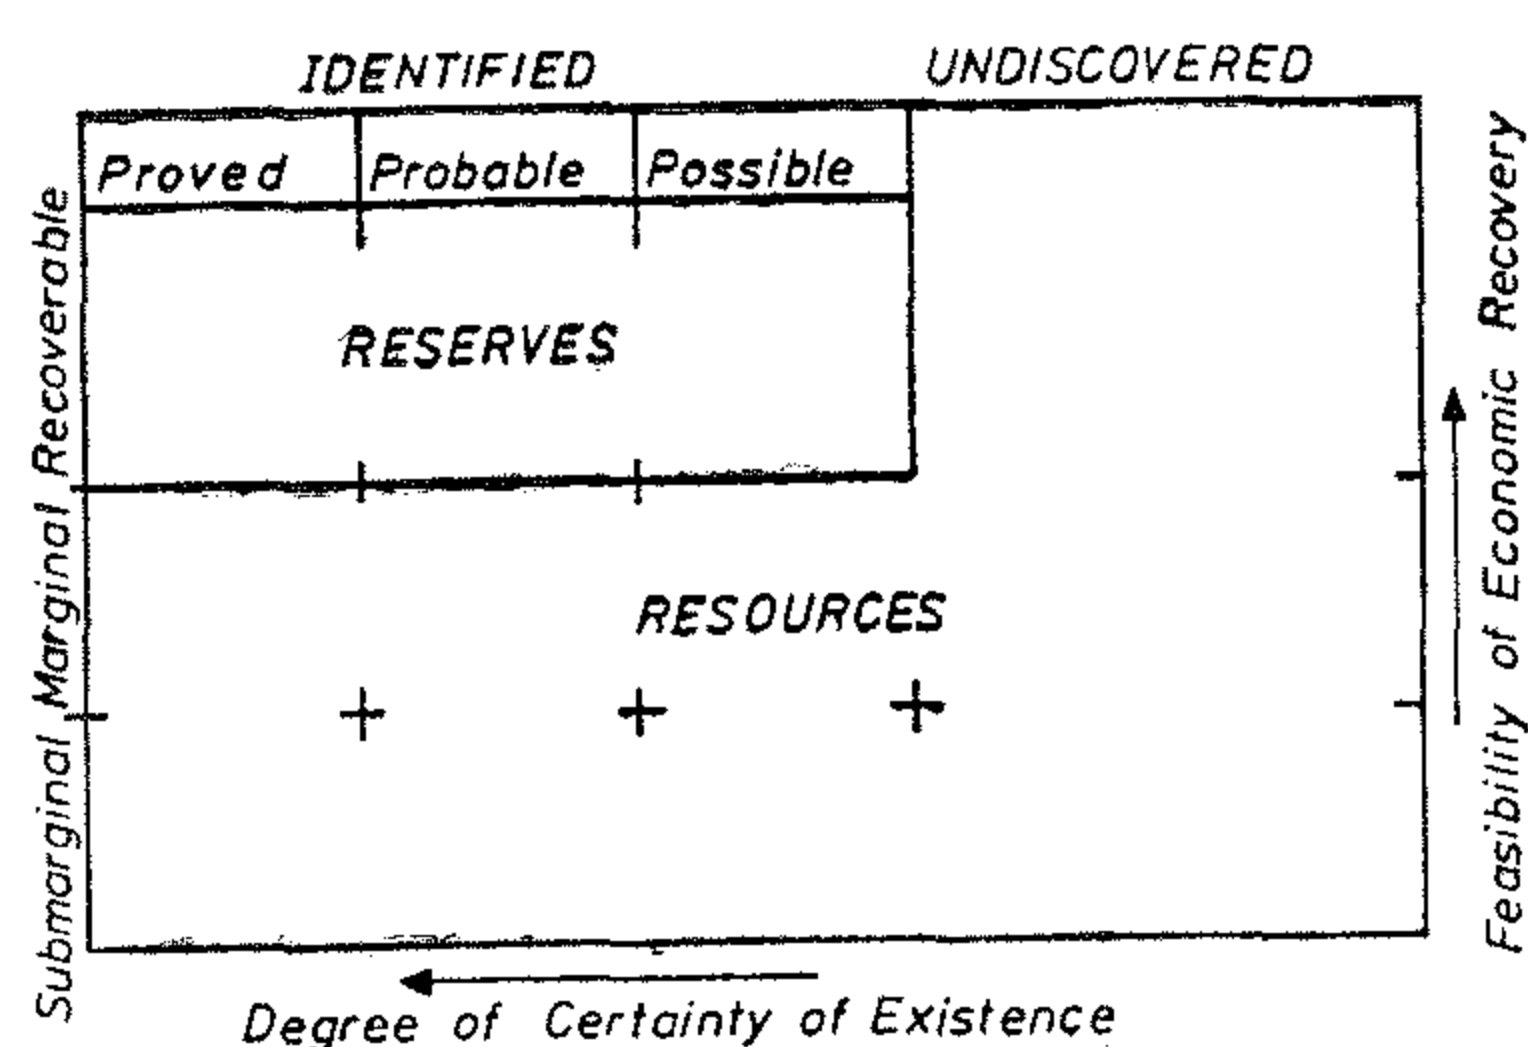 IDENTIFIED
UNDISCOVERED
Proved
Probable
Possible
RESERVES
RESOURCES
Recoverable
Marginal
Submarginal
Feasibility of Economic Recovery
Degree of Certainty of Existence